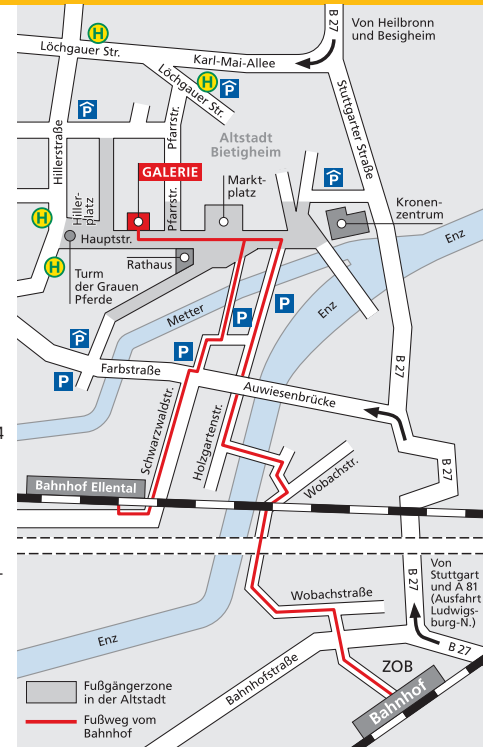 B 27
Von Heilbronn
und Besigheim
H
Löchgauer Str.
Karl-Mai-Allee
H
Löchgauer Str.
P
P
Stuttgarter Straße
Hillerstraße
Pfarrstr.
Altstadt
Bietigheim
GALERIE
Markt-
platz
P
Hiller-
platz
Pfarrstr.
Kronen-
zentrum
H
Hauptstr.
Enz
Rathaus
H
Turm
der Grauen
Pferde
Metter
P
P
Enz
P
P
P
Farbstraße
Auwiesenbrücke
B 27
Schwarzwaldstr.
Holzgartenstr.
4
B 27
Wobachstr.
Bahnhof Ellental
Von
Stuttgart
und A 81
(Ausfahrt
Ludwigs-
burg-N.)
B 27
Wobachstraße
Enz
B 27
Bahnhofstraße
ZOB
Bahnhof
Fußgängerzone
in der Altstadt
Fußweg vom
Bahnhof